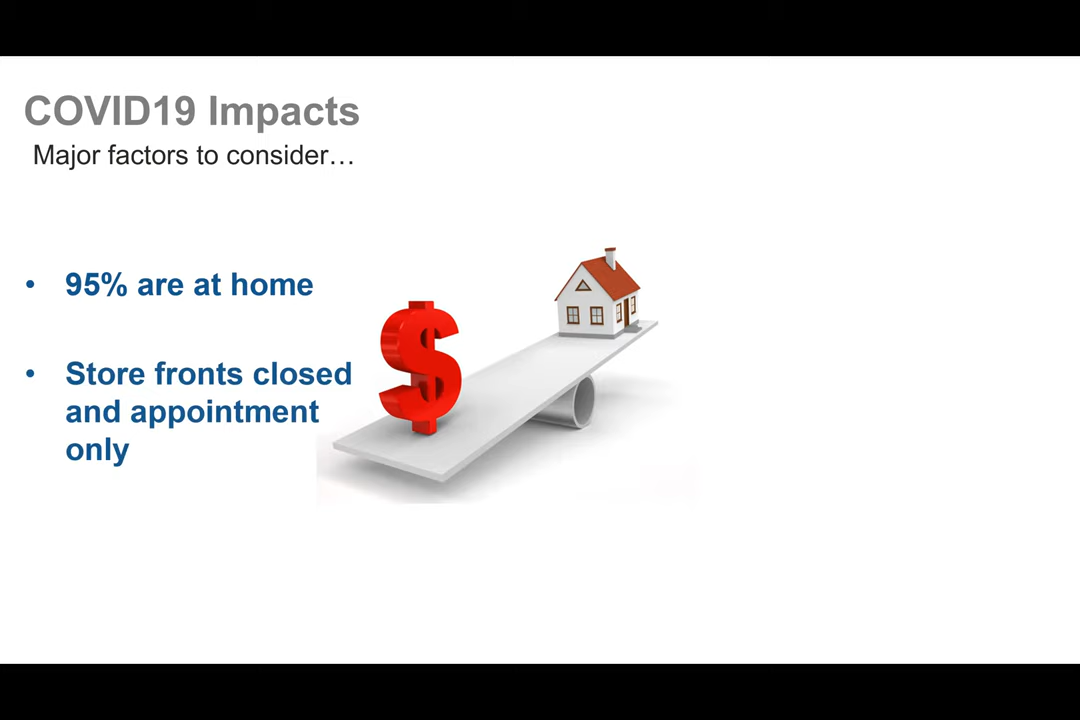 COVID19 Impacts
Major factors to consider…
• 95% are at home
• Store fronts closed
and appointment
only
$